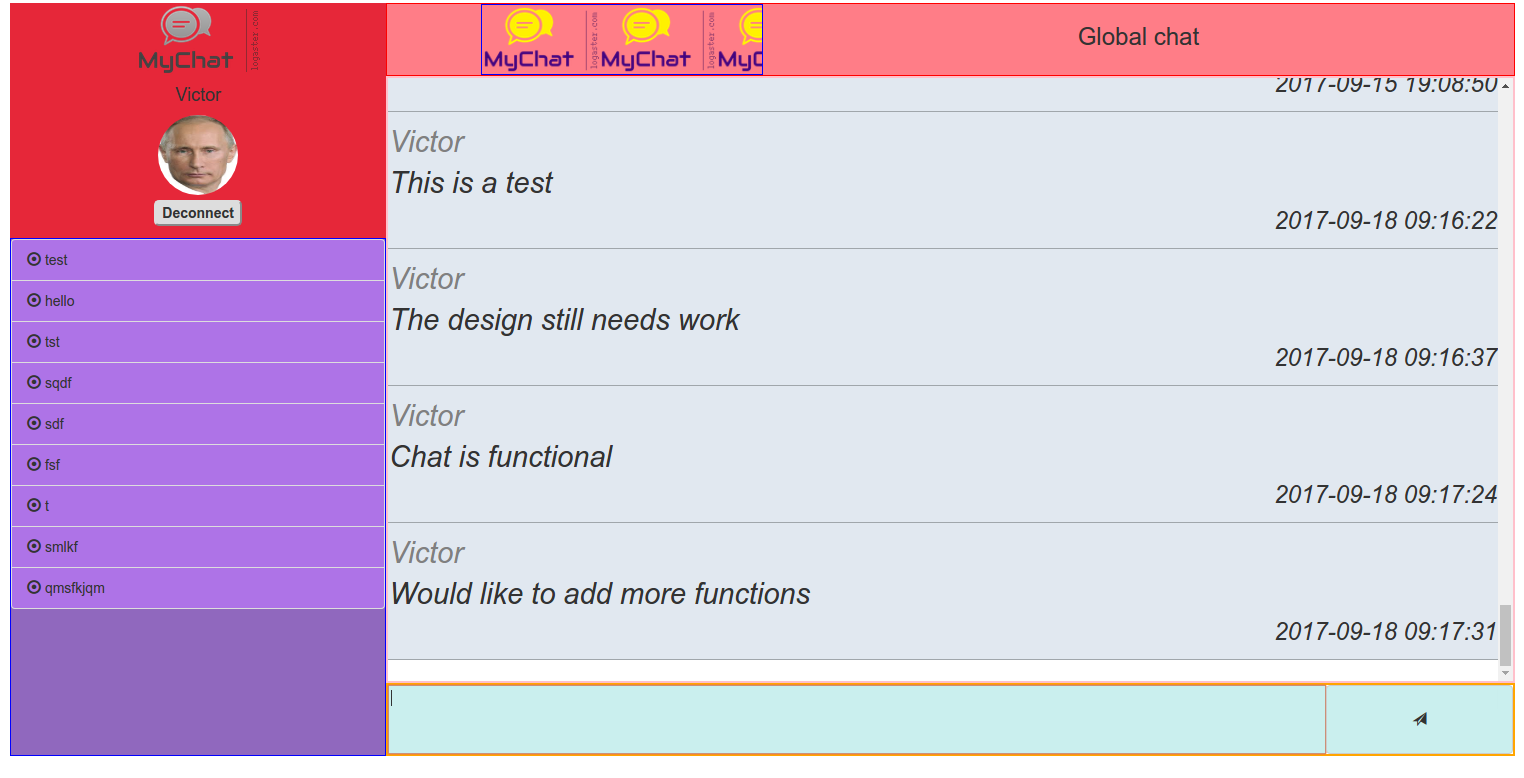 MyChat
logaster.com
Victor
Deconnect
test
hello
tst
sqdf
sdf
fsf
t
smlkf
qmsfkjqm
MyChat logaster.com MyChat logaster.com MyC
Global chat
2017-09-15 19:08:50
Victor
This is a test
2017-09-18 09:16:22
Victor
The design still needs work
2017-09-18 09:16:37
Victor
Chat is functional
2017-09-18 09:17:24
Victor
Would like to add more functions
2017-09-18 09:17:31